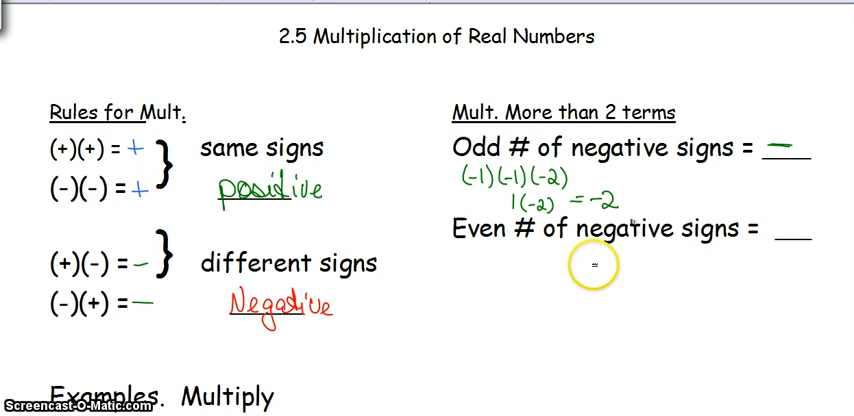 2.5 Multiplication of Real Numbers
Rules for Mult.
(+)(+) = +
(-)(-) = +
same signs
positive
(+)(-) = -
(-)(+) = -
different signs
Negative
Mult. More than 2 terms
Odd # of negative signs = -
(-1)(-1)(-2)
1(-2) = -2
Even # of negative signs = ___
=
Examples. Multiply
Screencast-O-Matic.com